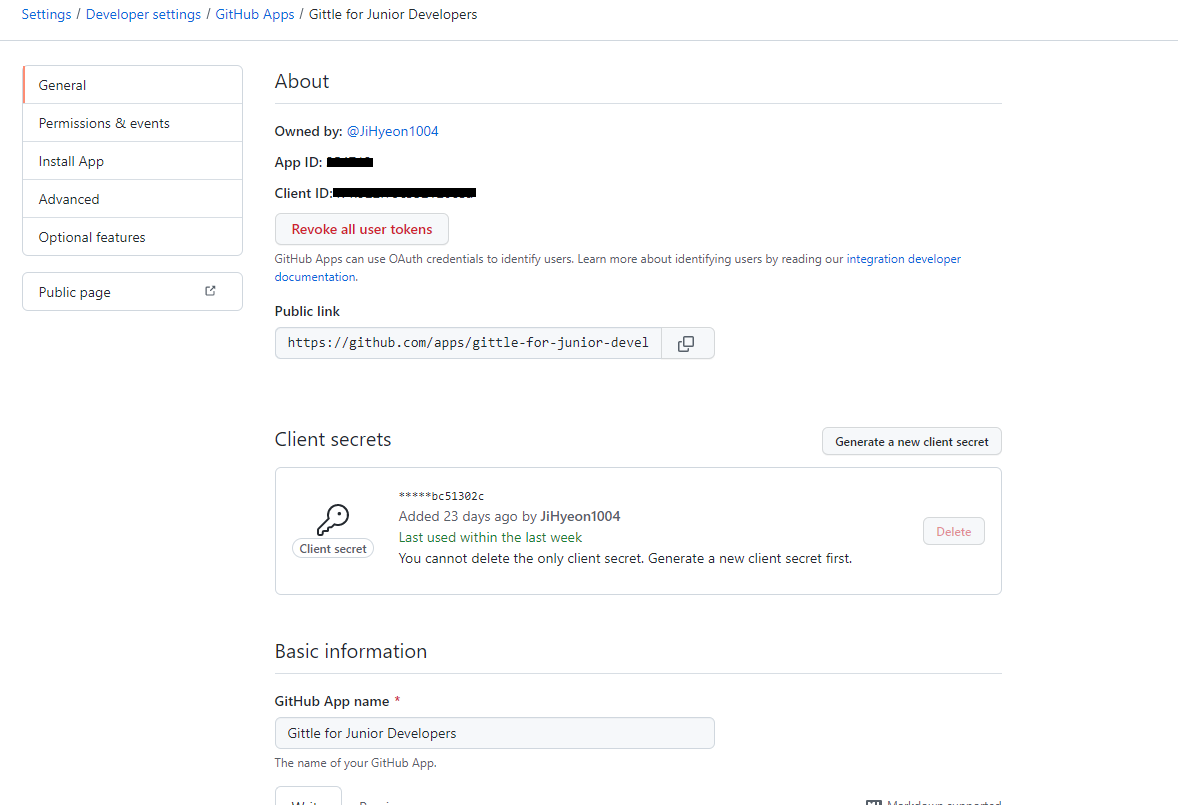 Settings / Developer settings / GitHub Apps / Gittle for Junior Developers
General
Permissions & events
Install App
Advanced
Optional features
Public page
About
Owned by: @JiHyeon1004
App ID:
Client ID:
Revoke all user tokens
GitHub Apps can use OAuth credentials to identify users. Learn more about identifying users by reading our integration developer
documentation.
Public link
https://github.com/apps/gittle-for-junior-devel
Client secrets
Generate a new client secret
*****bc51302c
Added 23 days ago by JiHyeon1004
Last used within the last week
You cannot delete the only client secret. Generate a new client secret first.
Client secret
Delete
Basic information
GitHub App name *
Gittle for Junior Developers
The name of your GitHub App.
Markdown supported